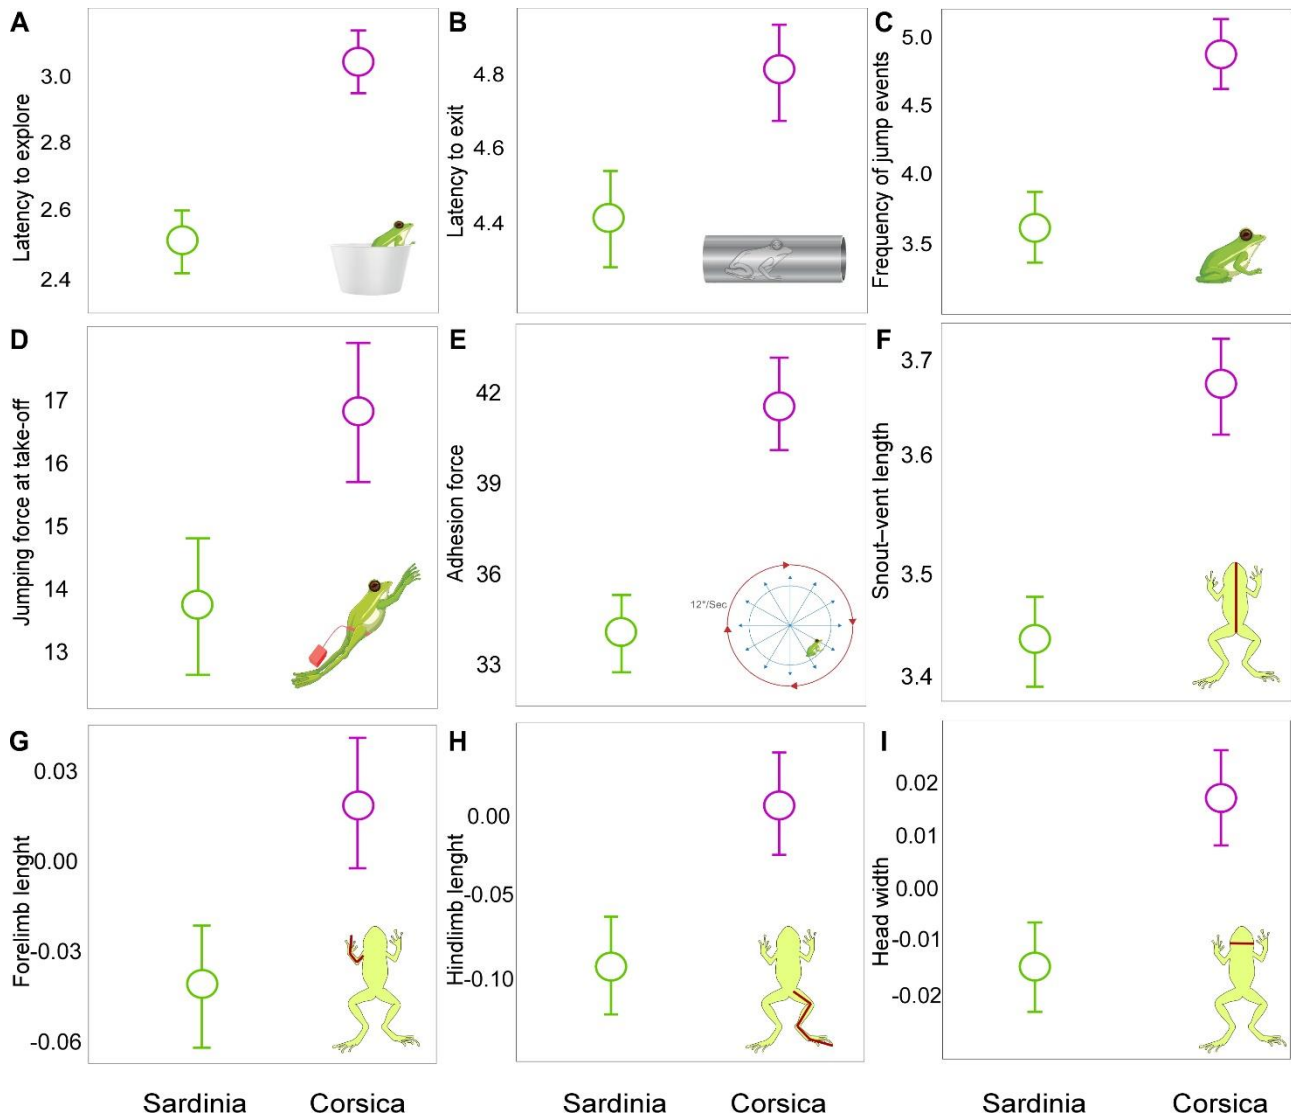 A
Latency to explore
3.0
2.8
2.6
2.4
B
Latency to exit
4.8
4.6
4.4
C
Frequency of jump events
5.0
4.5
4.0
3.5
D
Jumping force at take-off
17
16
15
14
13
E
Adhesion force
42
39
36
33
12°/Sec
F
Snout–vent length
3.7
3.6
3.5
3.4
G
Forelimb lenght
0.03
0.00
-0.03
-0.06
H
Hindlimb lenght
0.00
-0.05
-0.10
I
Head width
0.02
0.01
0.00
-0.01
-0.02
Sardinia Corsica
Sardinia Corsica
Sardinia Corsica